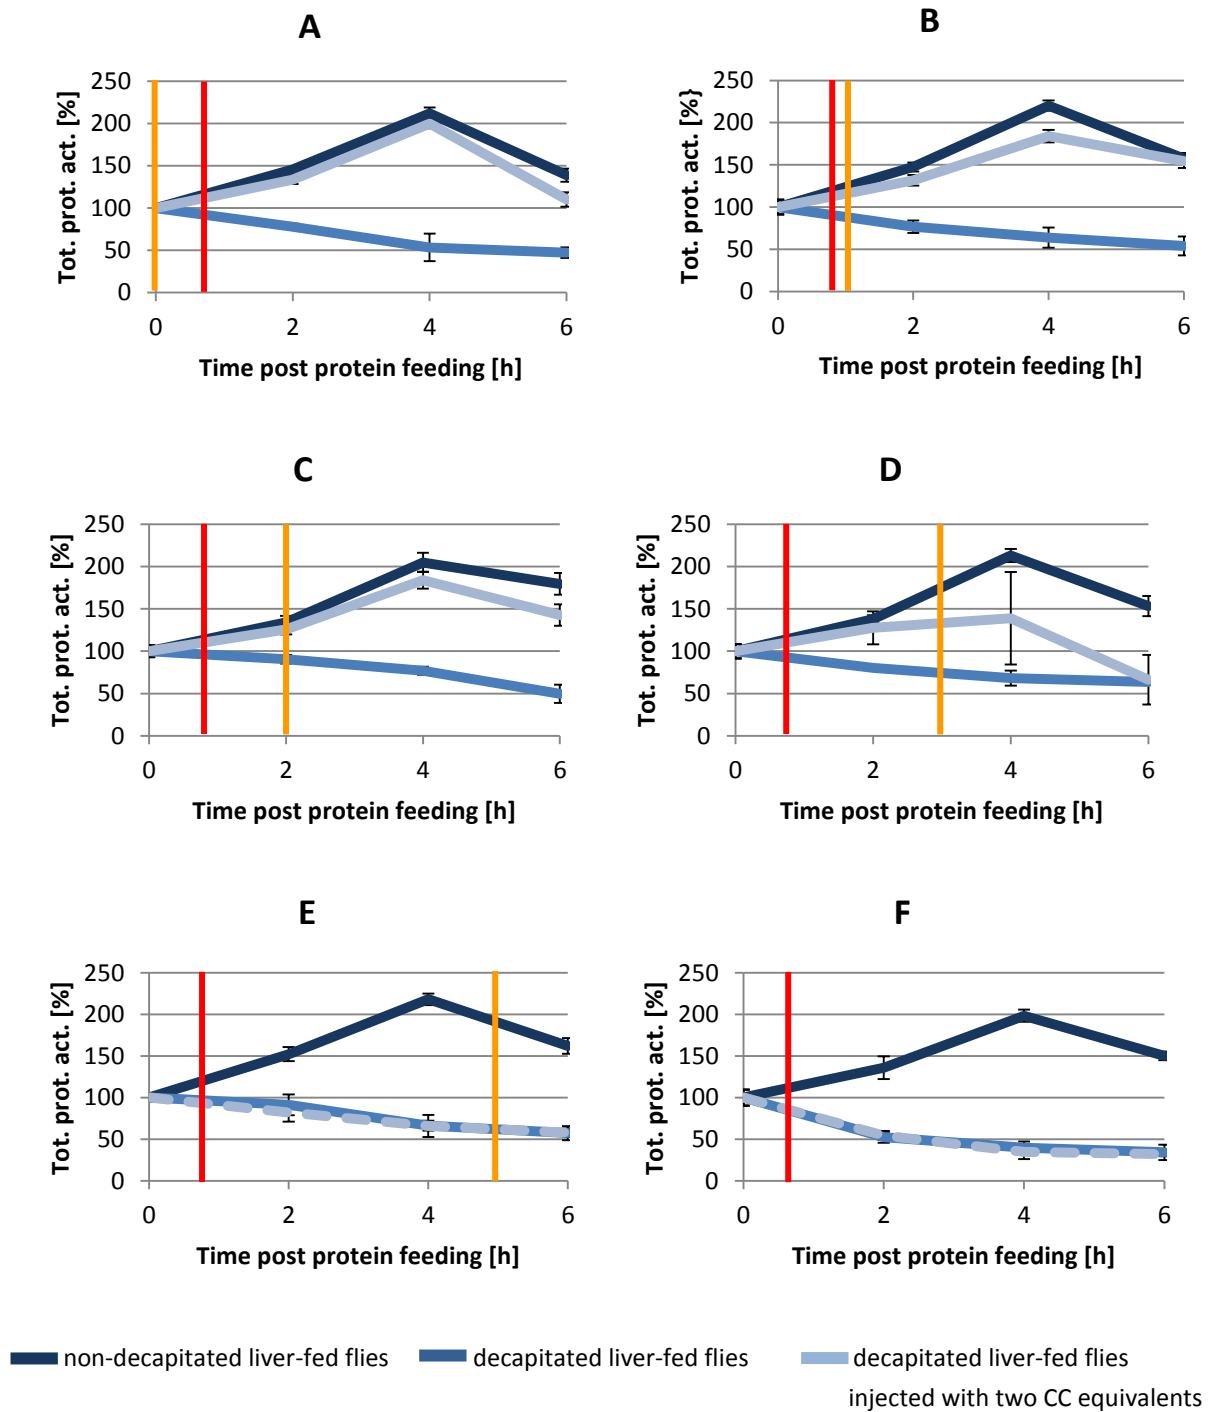 A
B
Tot. prot. act. [%]
250
200
150
100
50
0
0 2 4 6
Time post protein feeding [h]
Tot. prot. act. [%}
250
200
150
100
50
0
0 2 4 6
Time post protein feeding [h]
C
D
Tot. prot. act. [%]
250
200
150
100
50
0
0 2 4 6
Time post protein feeding [h]
Tot. prot. act. [%]
250
200
150
100
50
0
0 2 4 6
Time post protein feeding [h]
E
F
Tot. prot. act. [%]
250
200
150
100
50
0
0 2 4 6
Time post protein feeding [h]
Tot. prot. act. [%]
250
200
150
100
50
0
0 2 4 6
Time post protein feeding [h]
non-decapitated liver-fed flies
decapitated liver-fed flies
decapitated liver-fed flies
injected with two CC equivalents